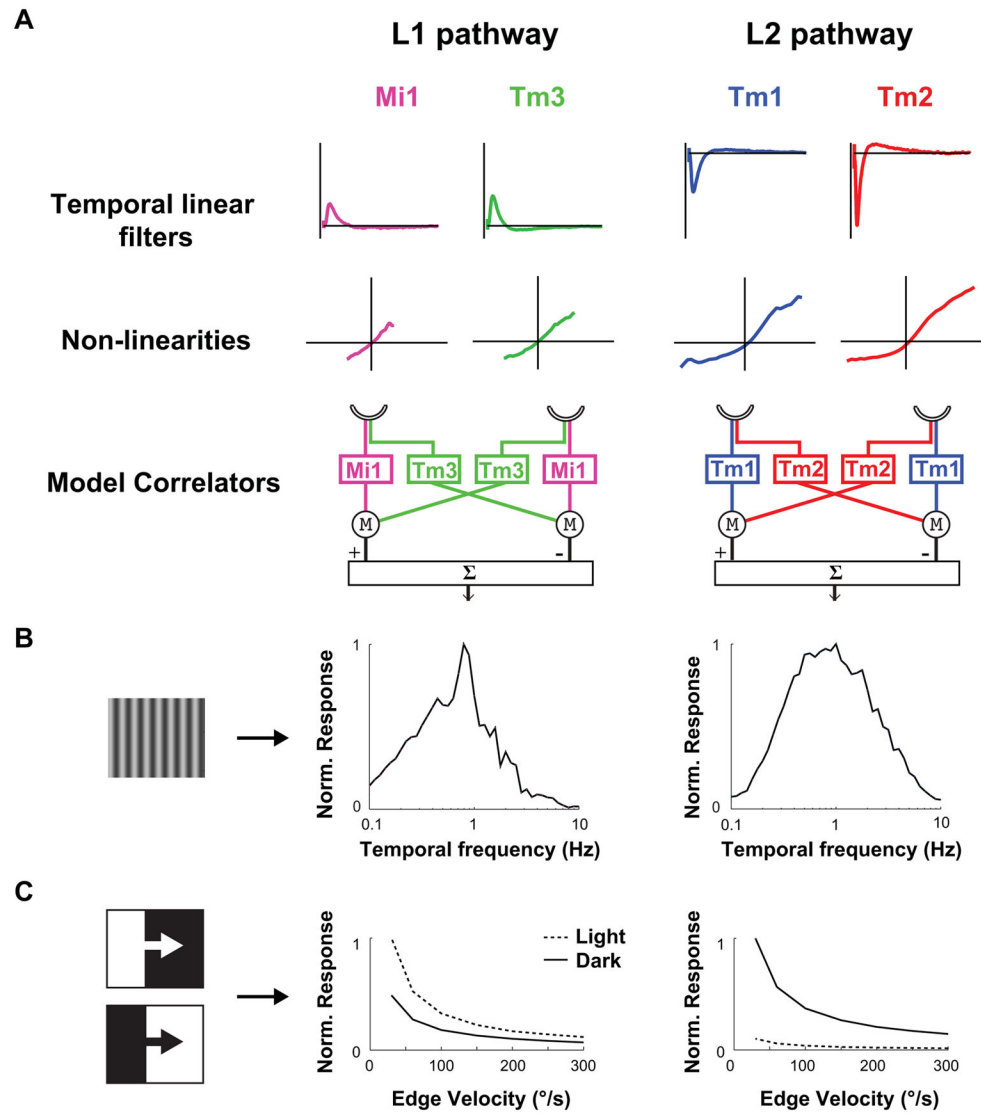 A
L1 pathway
L2 pathway
Mi1
Tm3
Tm1
Tm2
Temporal linear
filters
Non-linearities
Model Correlators
Mi1
Tm3
Tm3
Mi1
M
M
+
-
Σ
Tm1
Tm2
Tm2
Tm1
M
M
+
-
Σ
B
Norm. Response
1
0
0.1
1
10
Temporal frequency (Hz)
Norm. Response
1
0
0.1
1
10
Temporal frequency (Hz)
C
Norm. Response
1
0
Light
Dark
0
100
200
300
Edge Velocity (°/s)
Norm. Response
1
0
0
100
200
300
Edge Velocity (°/s)